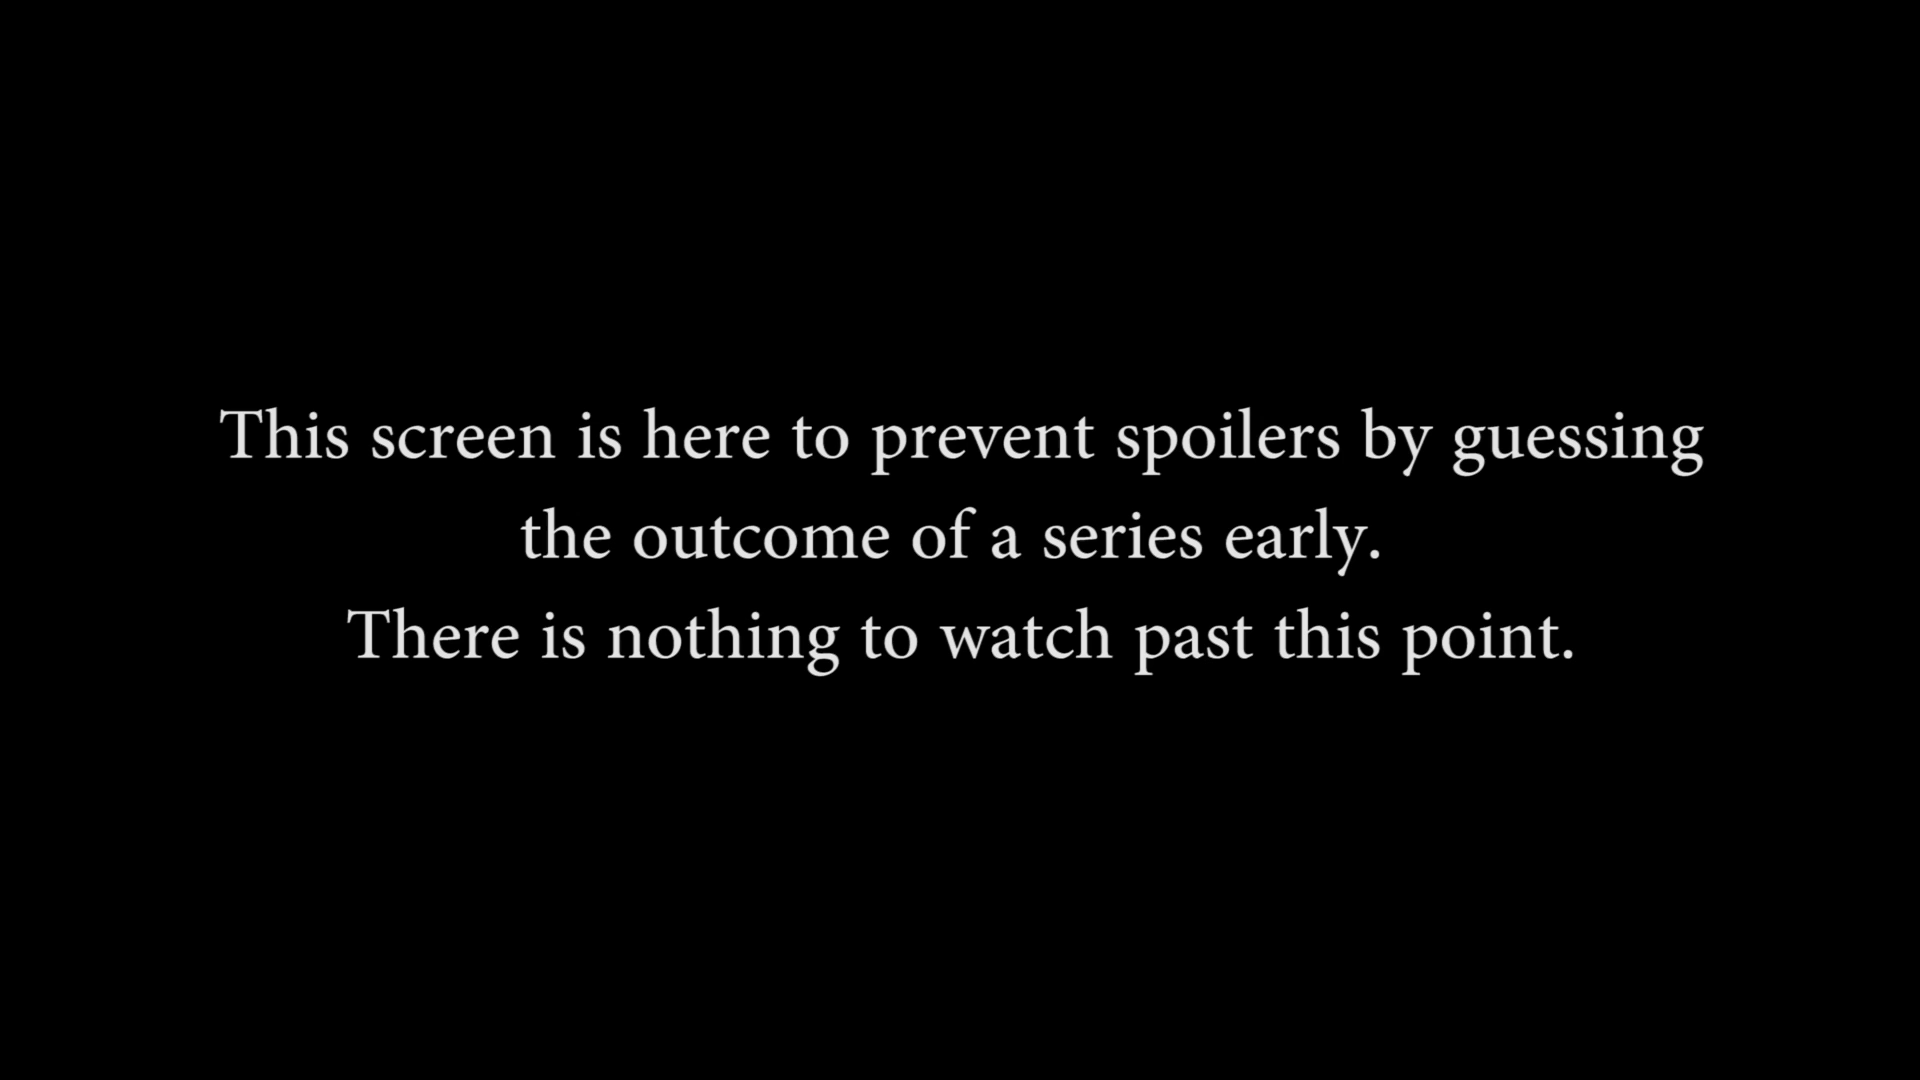 This screen is here to prevent spoilers by guessing
the outcome of a series early.
There is nothing to watch past this point.